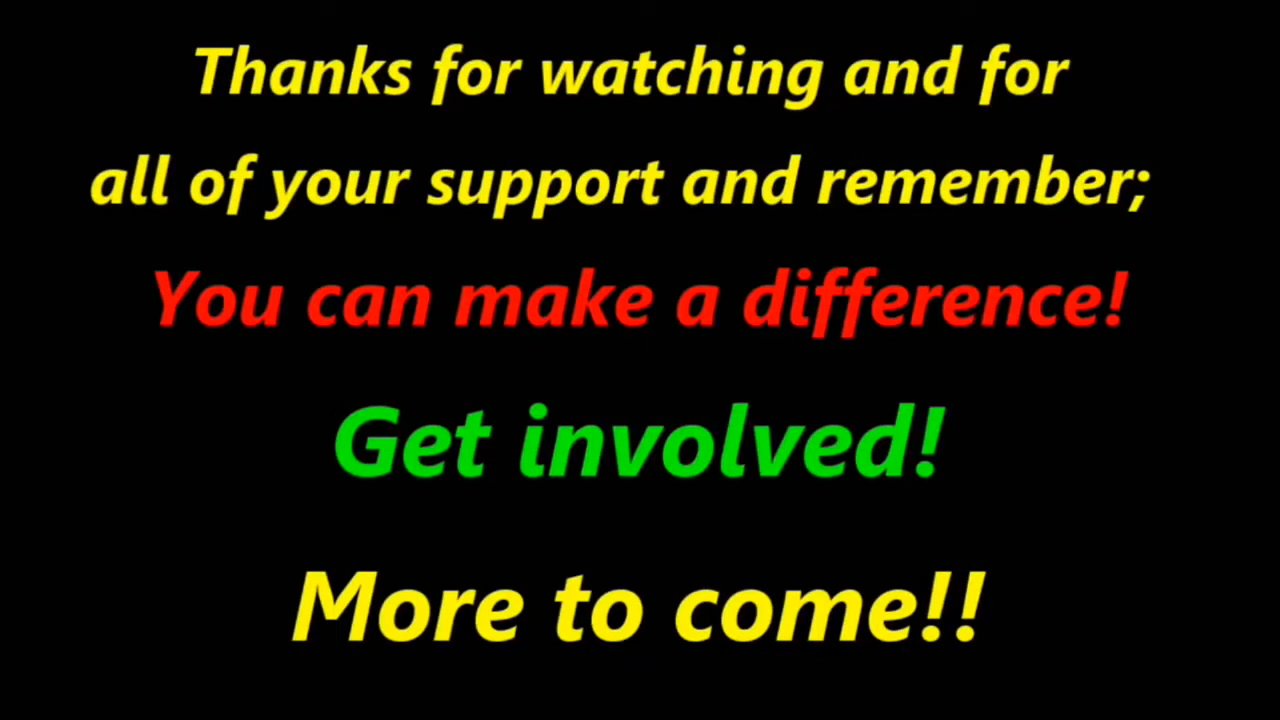 Thanks for watching and for
all of your support and remember;
You can make a difference!
Get involved!
More to come!!